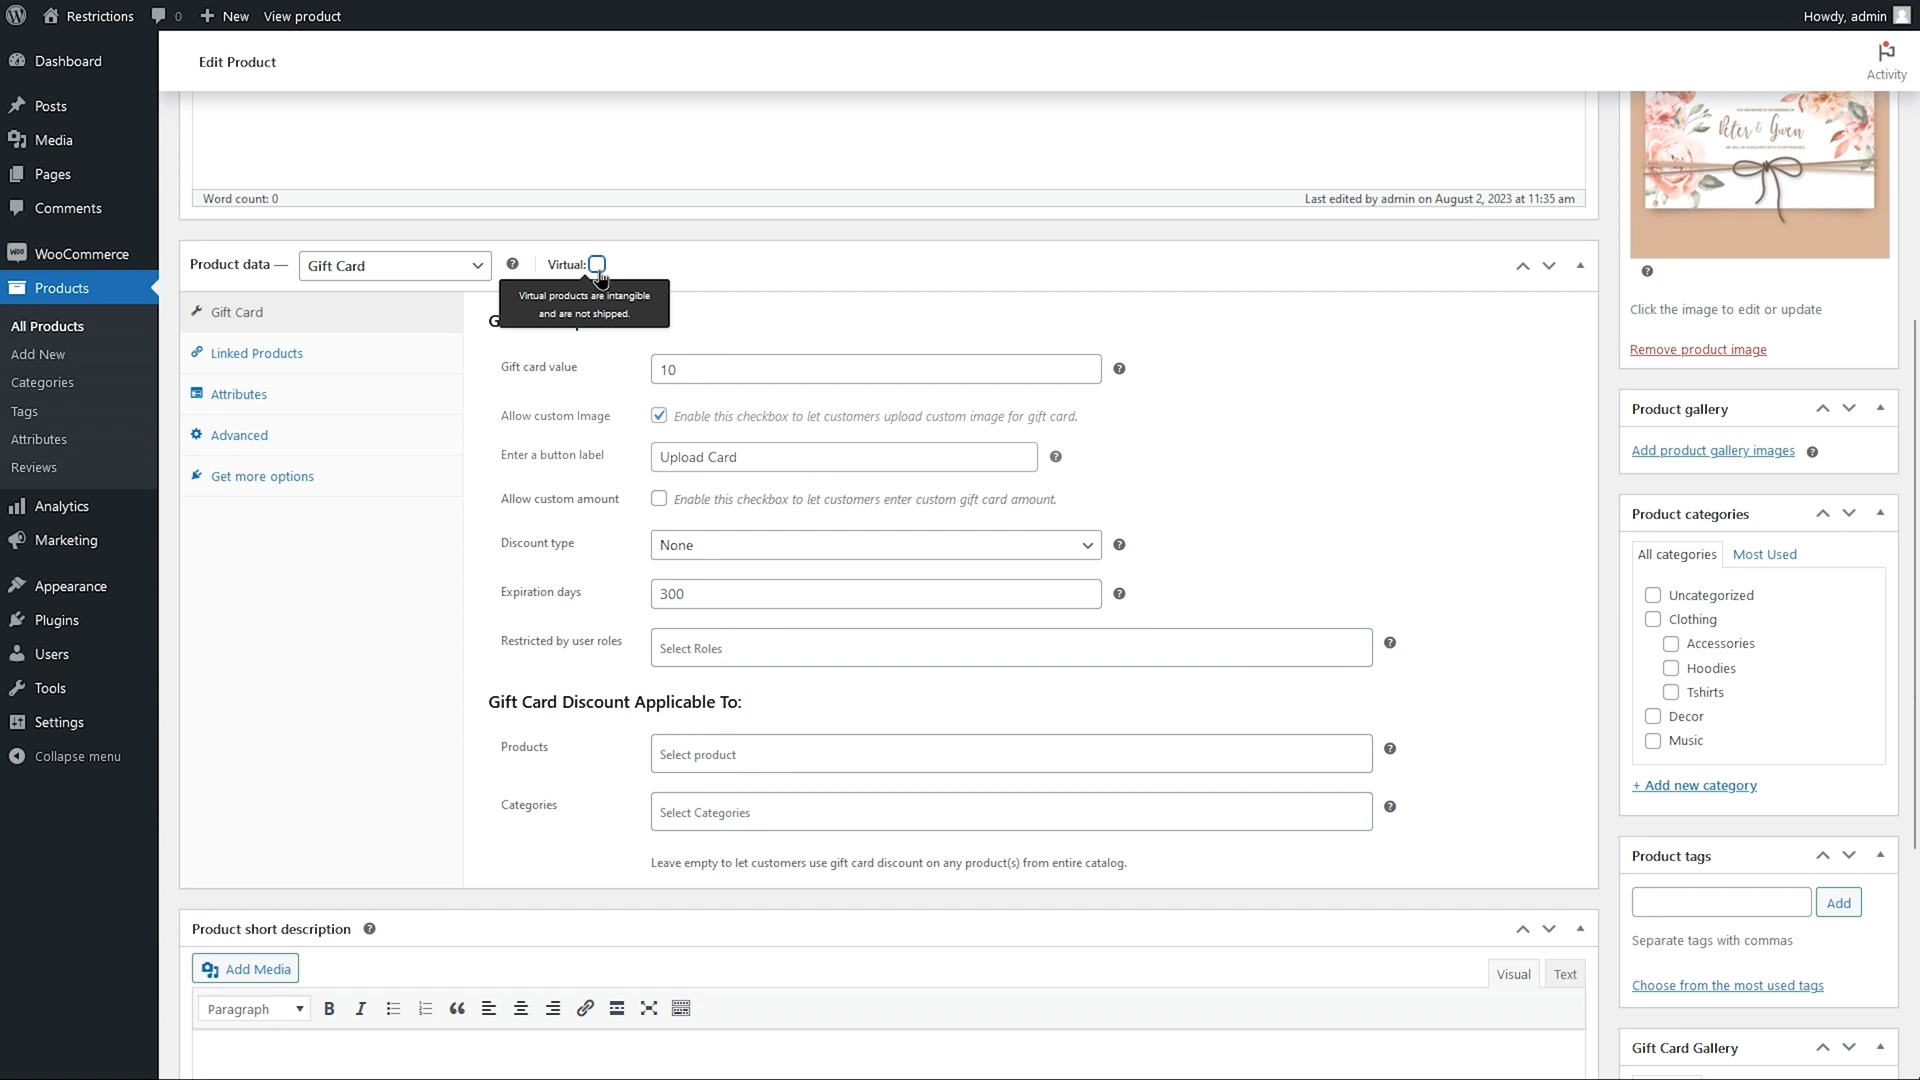 Restrictions
0
New
View product
Howdy, admin
Dashboard
Posts
Media
Pages
Comments
WooCommerce
Products
All Products
Add New
Categories
Tags
Attributes
Reviews
Analytics
Marketing
Appearance
Plugins
Users
Tools
Settings
Collapse menu
Edit Product
Activity
Word count: 0
Last edited by admin on August 2, 2023 at 11:35 am
Product data —
Gift Card
Virtual:
Virtual products are intangible
and are not shipped.
Gift Card
Linked Products
Attributes
Advanced
Get more options
Gift card value
10
Allow custom Image
Enable this checkbox to let customers upload custom image for gift card.
Enter a button label
Upload Card
Allow custom amount
Enable this checkbox to let customers enter custom gift card amount.
Discount type
None
Expiration days
300
Restricted by user roles
Select Roles
Gift Card Discount Applicable To:
Products
Select product
Categories
Select Categories
Leave empty to let customers use gift card discount on any product(s) from entire catalog.
Product short description
Add Media
Visual
Text
Paragraph
B
I
Peter & Gwen
Click the image to edit or update
Remove product image
Product gallery
Add product gallery images
Product categories
All categories
Most Used
Uncategorized
Clothing
Accessories
Hoodies
Tshirts
Decor
Music
+ Add new category
Product tags
Add
Separate tags with commas
Choose from the most used tags
Gift Card Gallery